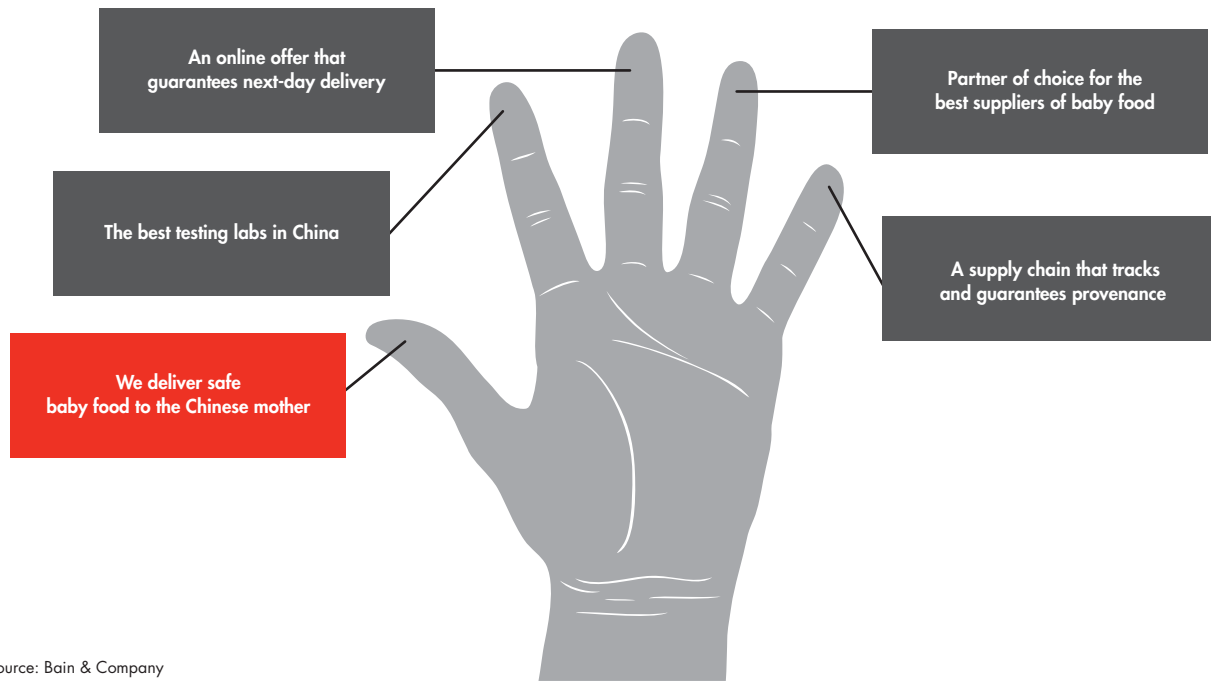 An online offer that
guarantees next-day delivery
Partner of choice for the
best suppliers of baby food
The best testing labs in China
A supply chain that tracks
and guarantees provenance
We deliver safe
baby food to the Chinese mother
ource: Bain & Company